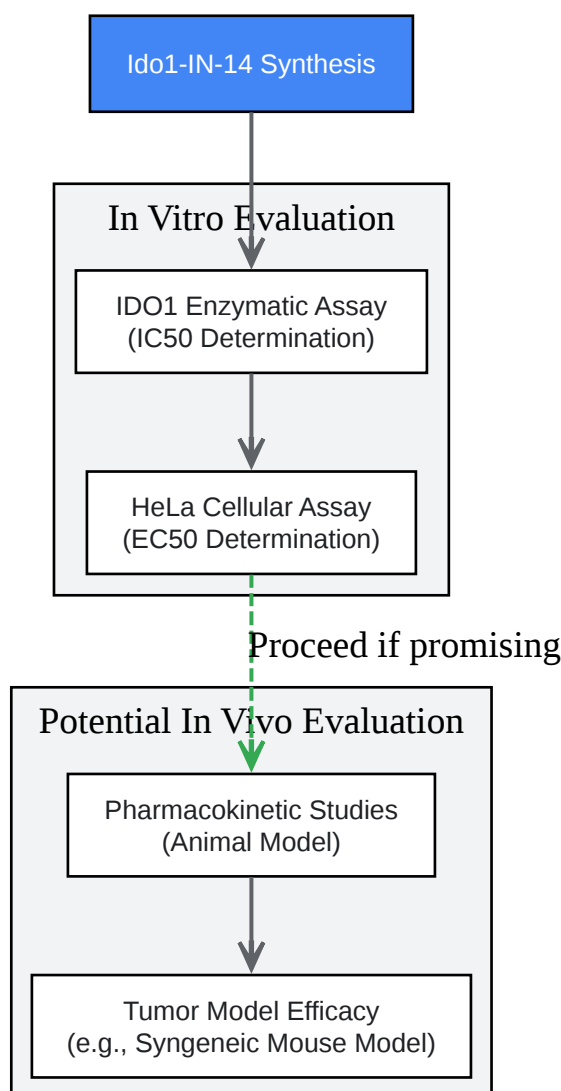 Ido1-IN-14 Synthesis
In Vitro Evaluation
IDO1 Enzymatic Assay
(IC50 Determination)
HeLa Cellular Assay
(EC50 Determination)
Proceed if promising
Potential In Vivo Evaluation
Pharmacokinetic Studies
(Animal Model)
Tumor Model Efficacy
(e.g., Syngeneic Mouse Model)